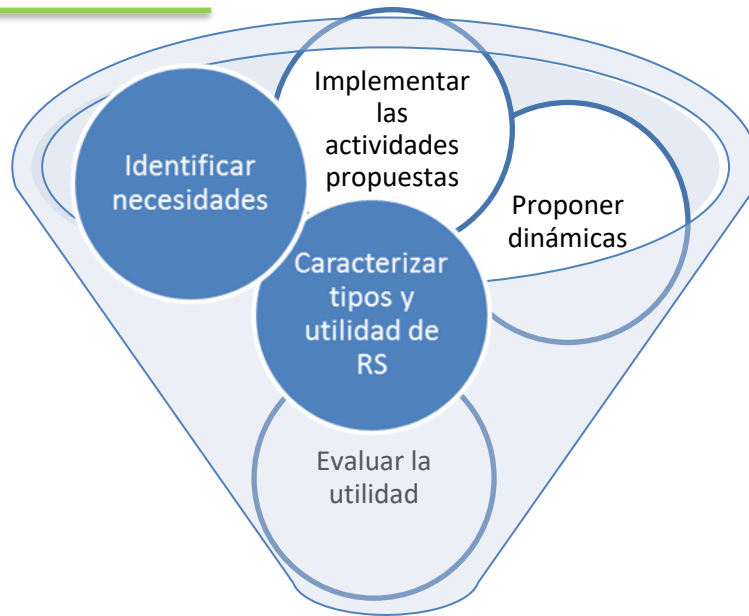 Implementar
las
actividades
propuestas
Identificar
necesidades
Proponer
dinámicas
Caracterizar
tipos y
utilidad de
RS
Evaluar la
utilidad